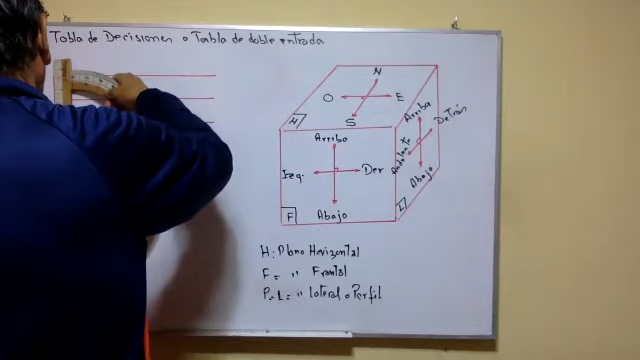 Tabla de Decisiones o Tabla de doble entrada
N
O
E
S
H
Arriba
Izq.
Der
Abajo
F
Arriba
Detrás
Adelante
Abajo
L
H: Plano Horizontal
F = " Frontal
P = L = " Lateral o Perfil